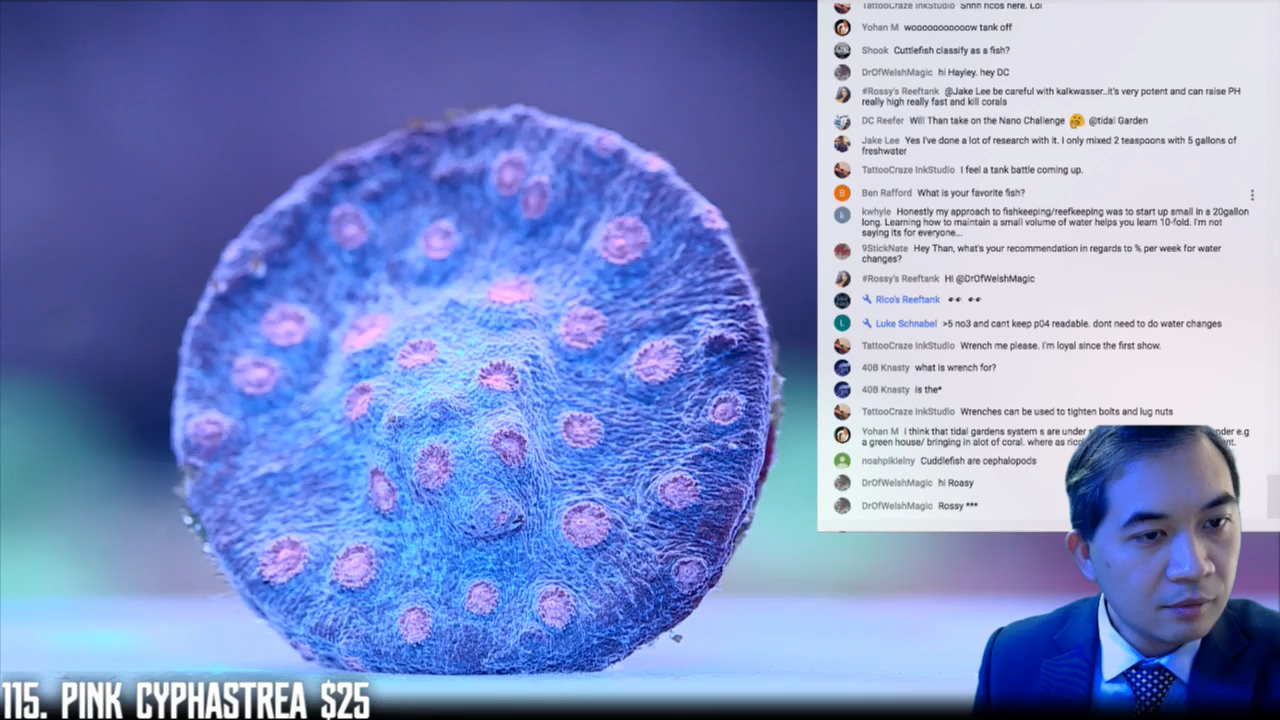 TattooCraze InkStudio Shhh ricos here. Lol
Yohan M woooooooooooow tank off
Shook Cuttlefish classify as a fish?
DrOfWelshMagic hi Hayley. hey DC
#Rossy's Reeftank @Jake Lee be careful with kalkwasser..it's very potent and can raise PH
really high really fast and kill corals
DC Reefer Will Than take on the Nano Challenge 🤔 @tidal Garden
Jake Lee Yes I've done a lot of research with it. I only mixed 2 teaspoons with 5 gallons of
freshwater
TattooCraze InkStudio I feel a tank battle coming up.
B Ben Rafford What is your favorite fish?
k kwhyle Honestly my approach to fishkeeping/reefkeeping was to start up small in a 20gallon
long. Learning how to maintain a small volume of water helps you learn 10-fold. I'm not
saying its for everyone...
9StickNate Hey Than, what's your recommendation in regards to % per week for water
changes?
#Rossy's Reeftank Hi @DrOfWelshMagic
Rico's Reeftank 👀 👀
L Luke Schnabel >5 no3 and cant keep p04 readable. dont need to do water changes
TattooCraze InkStudio Wrench me please. I'm loyal since the first show.
40B Knasty what is wrench for?
40B Knasty is the*
TattooCraze InkStudio Wrenches can be used to tighten bolts and lug nuts
Yohan M i think that tidal gardens system s are under e.g
a green house/ bringing in alot of coral. where as
noahpikielny Cuddlefish are cephalopods
DrOfWelshMagic hi Roasy
DrOfWelshMagic Rossy ***
115. PINK CYPHASTREA $25